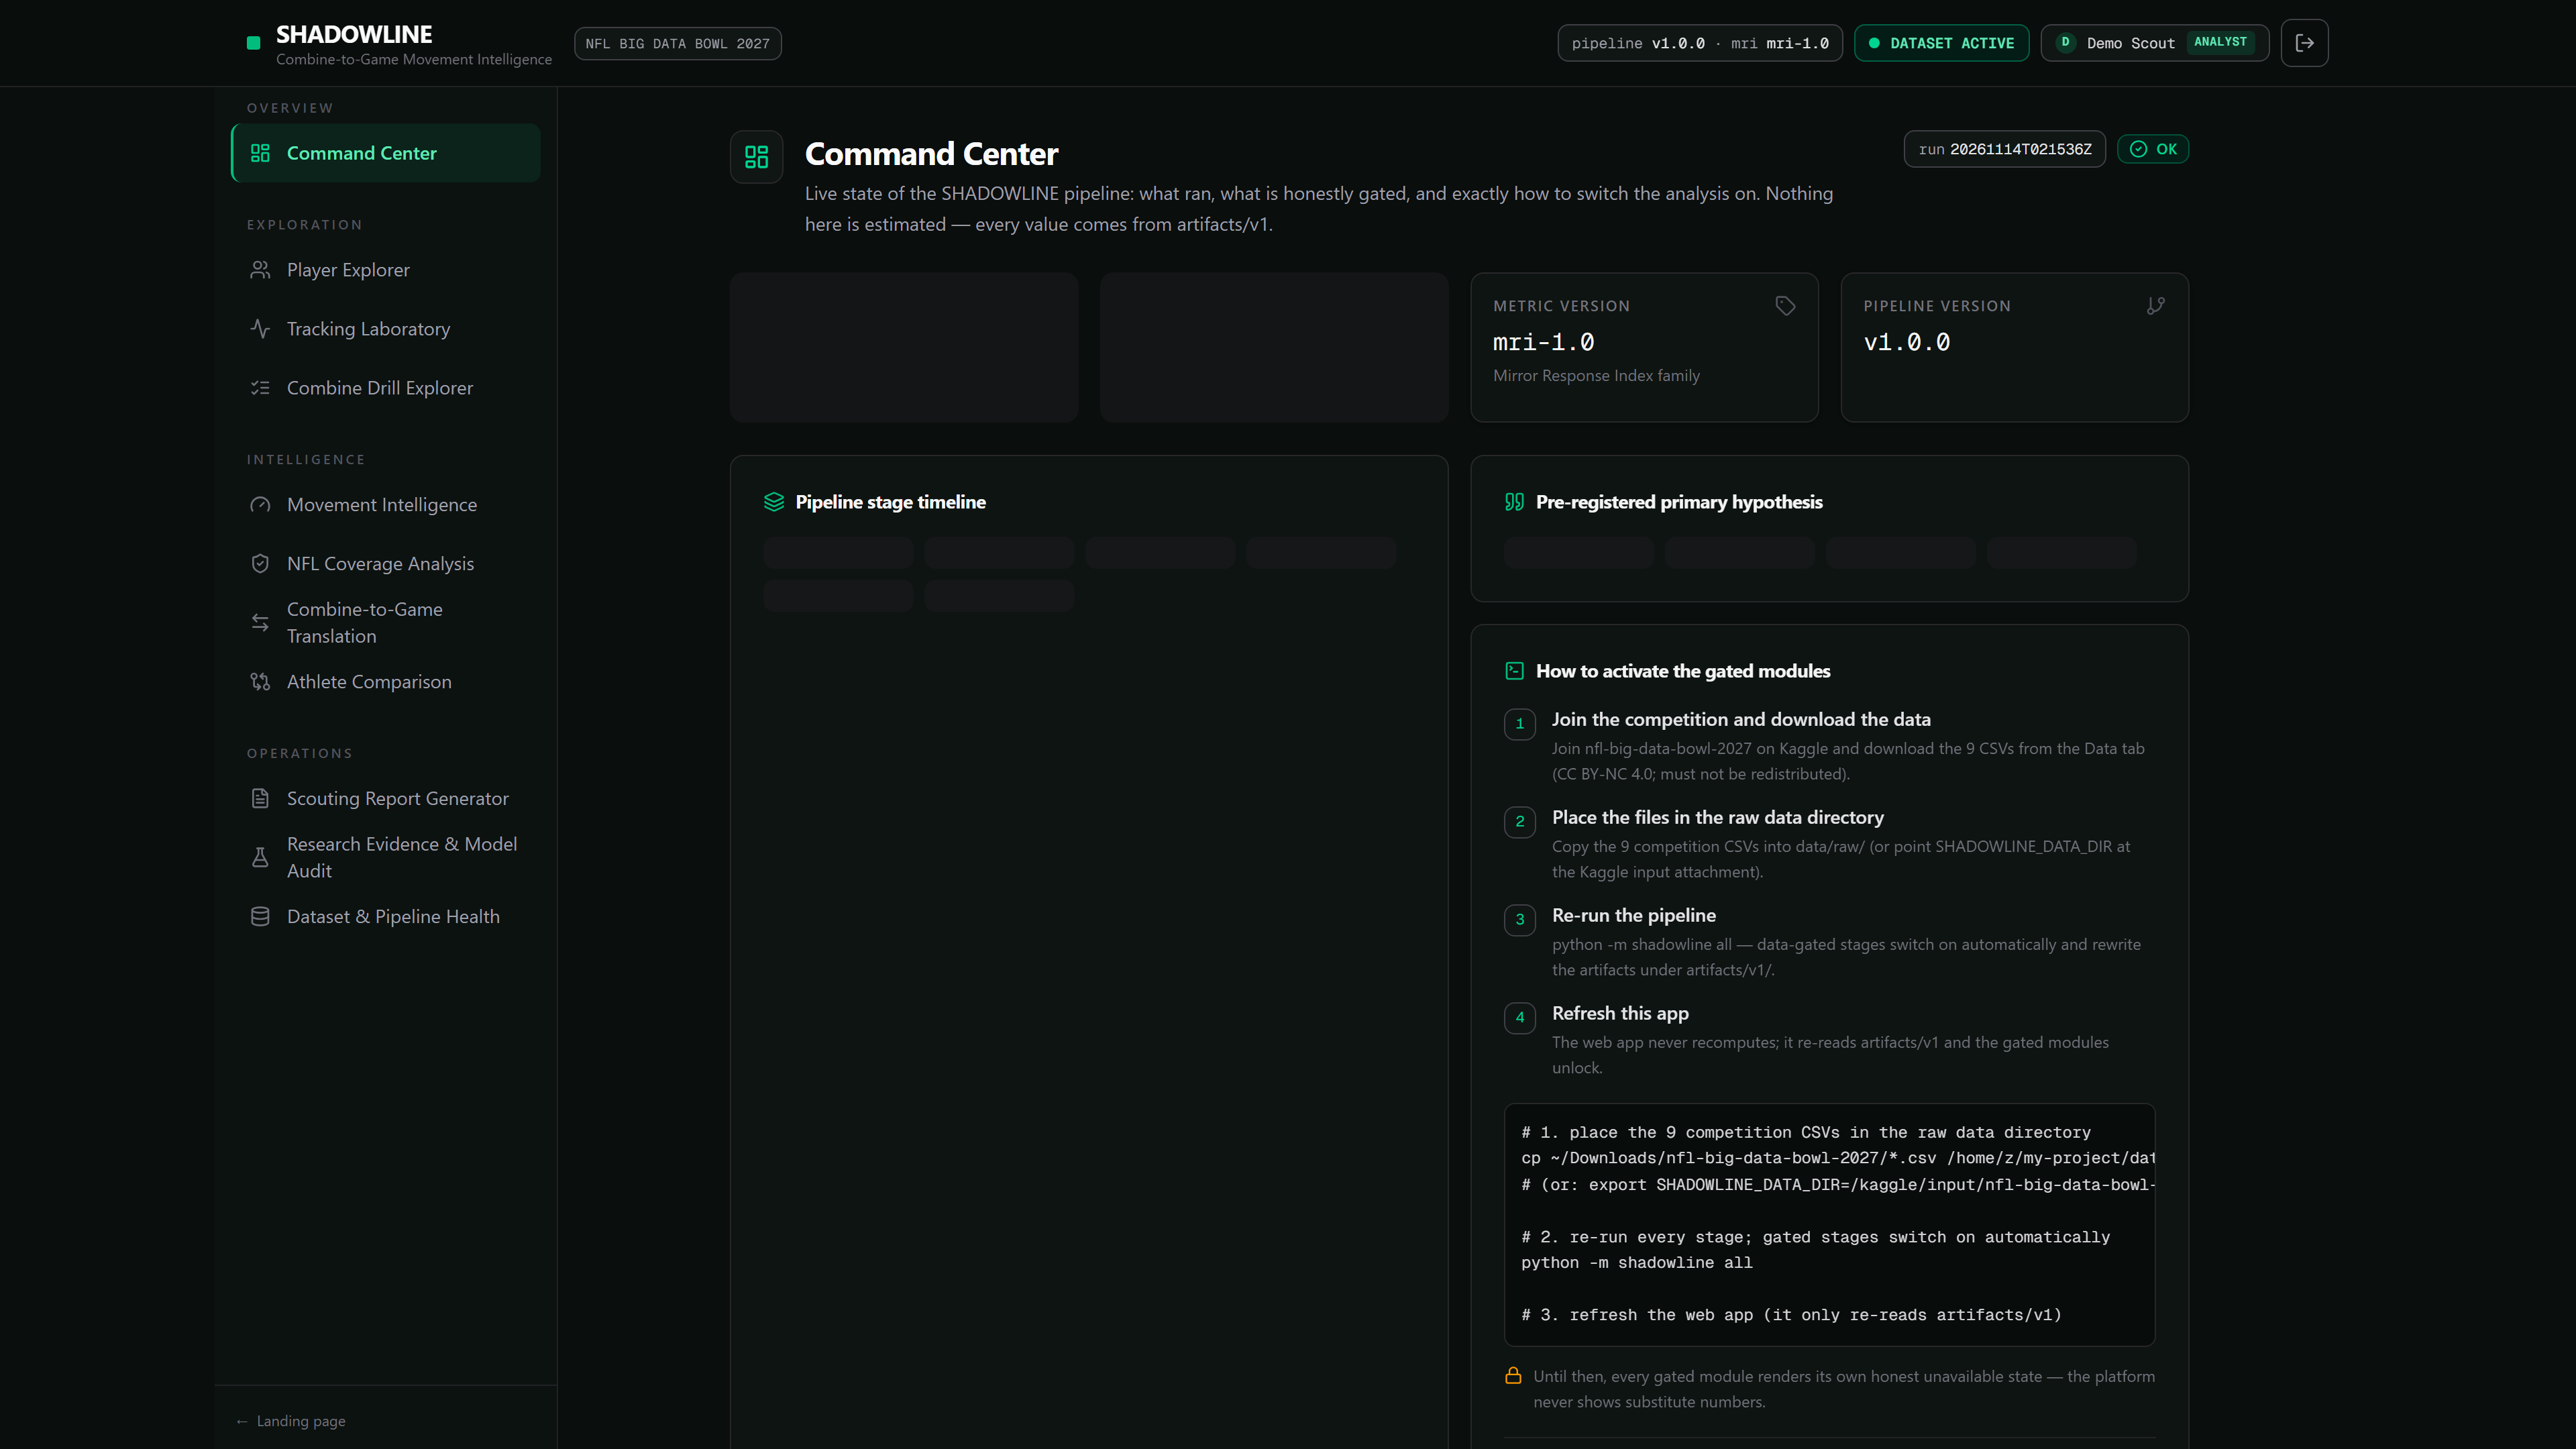 SHADOWLINE
Combine-to-Game Movement Intelligence
NFL BIG DATA BOWL 2027
pipeline v1.0.0 · mri mri-1.0
DATASET ACTIVE
D
Demo Scout
ANALYST
OVERVIEW
Command Center
EXPLORATION
Player Explorer
Tracking Laboratory
Combine Drill Explorer
INTELLIGENCE
Movement Intelligence
NFL Coverage Analysis
Combine-to-Game
Translation
Athlete Comparison
OPERATIONS
Scouting Report Generator
Research Evidence & Model
Audit
Dataset & Pipeline Health
← Landing page
Command Center
Live state of the SHADOWLINE pipeline: what ran, what is honestly gated, and exactly how to switch the analysis on. Nothing
here is estimated — every value comes from artifacts/v1.
run 20261114T021536Z
OK
METRIC VERSION
mri-1.0
Mirror Response Index family
PIPELINE VERSION
v1.0.0
Pipeline stage timeline
Pre-registered primary hypothesis
How to activate the gated modules
1
Join the competition and download the data
Join nfl-big-data-bowl-2027 on Kaggle and download the 9 CSVs from the Data tab
(CC BY-NC 4.0; must not be redistributed).
2
Place the files in the raw data directory
Copy the 9 competition CSVs into data/raw/ (or point SHADOWLINE_DATA_DIR at
the Kaggle input attachment).
3
Re-run the pipeline
python -m shadowline all — data-gated stages switch on automatically and rewrite
the artifacts under artifacts/v1/.
4
Refresh this app
The web app never recomputes; it re-reads artifacts/v1 and the gated modules
unlock.
# 1. place the 9 competition CSVs in the raw data directory
cp ~/Downloads/nfl-big-data-bowl-2027/*.csv /home/z/my-project/dat
# (or: export SHADOWLINE_DATA_DIR=/kaggle/input/nfl-big-data-bowl-
# 2. re-run every stage; gated stages switch on automatically
python -m shadowline all
# 3. refresh the web app (it only re-reads artifacts/v1)
Until then, every gated module renders its own honest unavailable state — the platform
never shows substitute numbers.